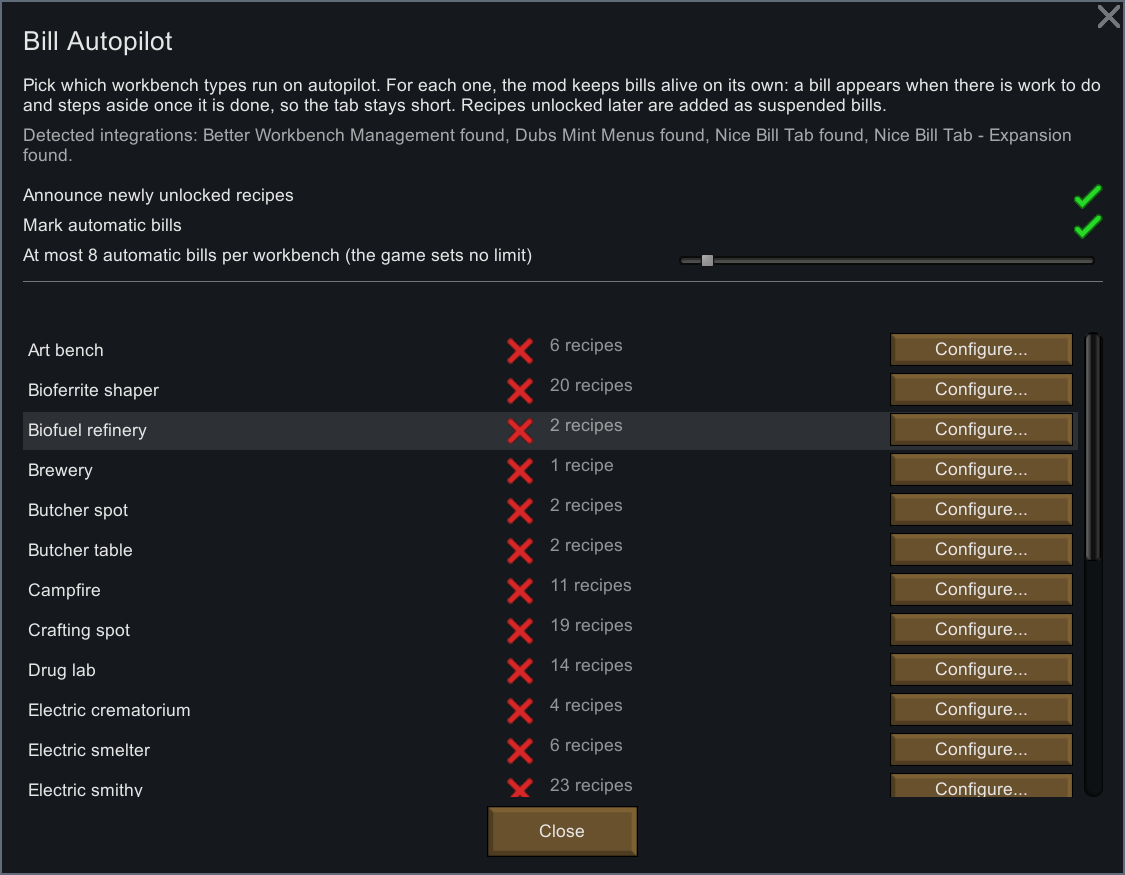 Bill Autopilot
Pick which workbench types run on autopilot. For each one, the mod keeps bills alive on its own: a bill appears when there is work to do
and steps aside once it is done, so the tab stays short. Recipes unlocked later are added as suspended bills.
Detected integrations: Better Workbench Management found, Dubs Mint Menus found, Nice Bill Tab found, Nice Bill Tab - Expansion
found.
Announce newly unlocked recipes
Mark automatic bills
At most 8 automatic bills per workbench (the game sets no limit)
Art bench 6 recipes Configure...
Bioferrite shaper 20 recipes Configure...
Biofuel refinery 2 recipes Configure...
Brewery 1 recipe Configure...
Butcher spot 2 recipes Configure...
Butcher table 2 recipes Configure...
Campfire 11 recipes Configure...
Crafting spot 19 recipes Configure...
Drug lab 14 recipes Configure...
Electric crematorium 4 recipes Configure...
Electric smelter 6 recipes Configure...
Electric smithy 23 recipes Configure...
Close